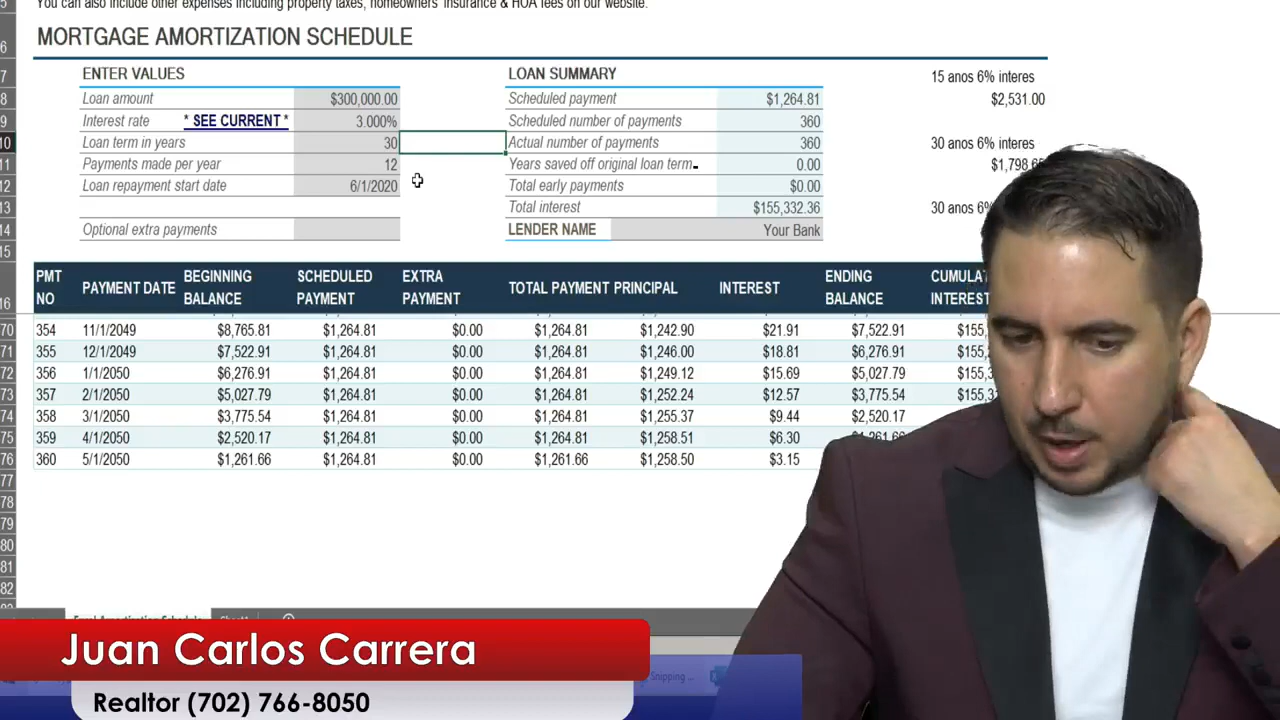 You can also include other expenses including property taxes, homeowners' insurance & HOA fees on our website.
MORTGAGE AMORTIZATION SCHEDULE
ENTER VALUES LOAN SUMMARY 15 anos 6% interes
Loan amount $300,000.00 Scheduled payment $1,264.81 $2,531.00
Interest rate * SEE CURRENT * 3.000% Scheduled number of payments 360
Loan term in years 30 Actual number of payments 360 30 anos 6% interes
Payments made per year 12 Years saved off original loan term 0.00
Loan repayment start date 6/1/2020 Total early payments $0.00
Total interest $155,332.36 30 anos 6%
Optional extra payments LENDER NAME Your Bank
PMT NO PAYMENT DATE BEGINNING BALANCE SCHEDULED PAYMENT EXTRA PAYMENT TOTAL PAYMENT PRINCIPAL INTEREST ENDING BALANCE INTEREST
354 11/1/2049 $8,765.81 $1,264.81 $0.00 $1,264.81 $1,242.90 $21.91 $7,522.91
355 12/1/2049 $7,522.91 $1,264.81 $0.00 $1,264.81 $1,246.00 $18.81 $6,276.91
356 1/1/2050 $6,276.91 $1,264.81 $0.00 $1,264.81 $1,249.12 $15.69 $5,027.79
357 2/1/2050 $5,027.79 $1,264.81 $0.00 $1,264.81 $1,252.24 $12.57 $3,775.54
358 3/1/2050 $3,775.54 $1,264.81 $0.00 $1,264.81 $1,255.37 $9.44 $2,520.17
359 4/1/2050 $2,520.17 $1,264.81 $0.00 $1,264.81 $1,258.51 $6.30
360 5/1/2050 $1,261.66 $1,264.81 $0.00 $1,261.66 $1,258.50 $3.15
Juan Carlos Carrera
Realtor (702) 766-8050